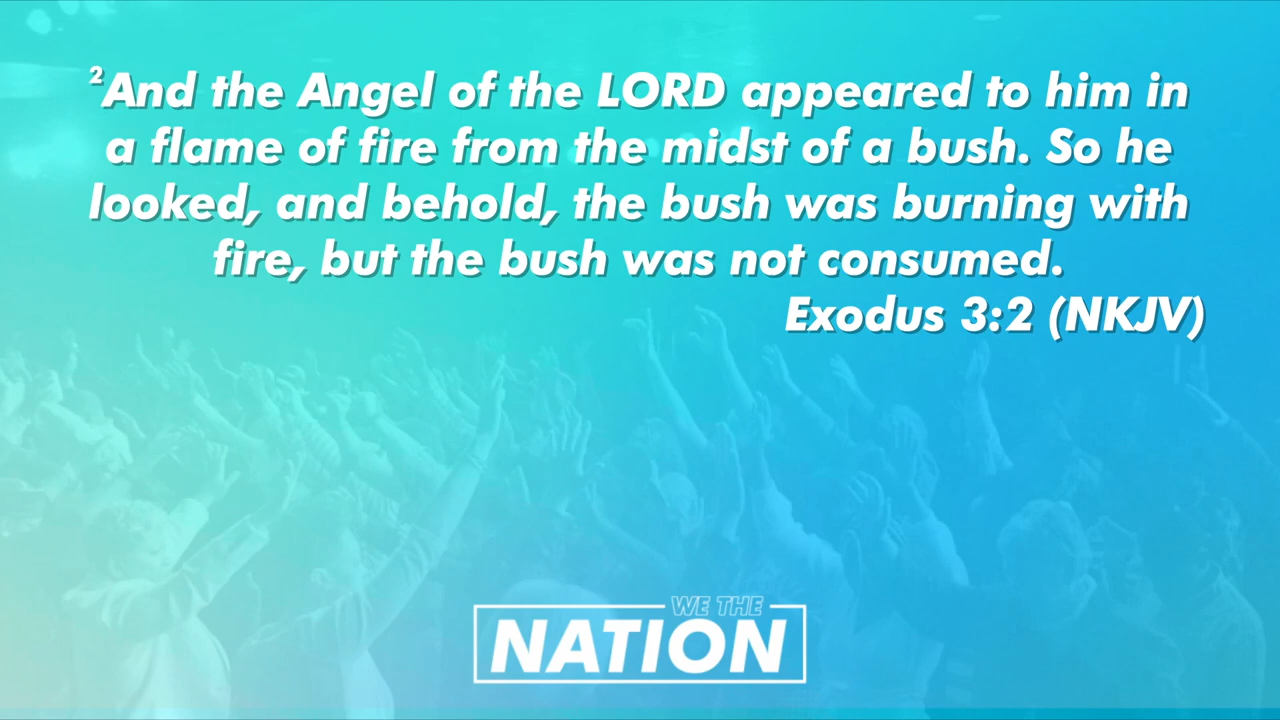 ²And the Angel of the LORD appeared to him in
a flame of fire from the midst of a bush. So he
looked, and behold, the bush was burning with
fire, but the bush was not consumed.
Exodus 3:2 (NKJV)
WE THE
NATION